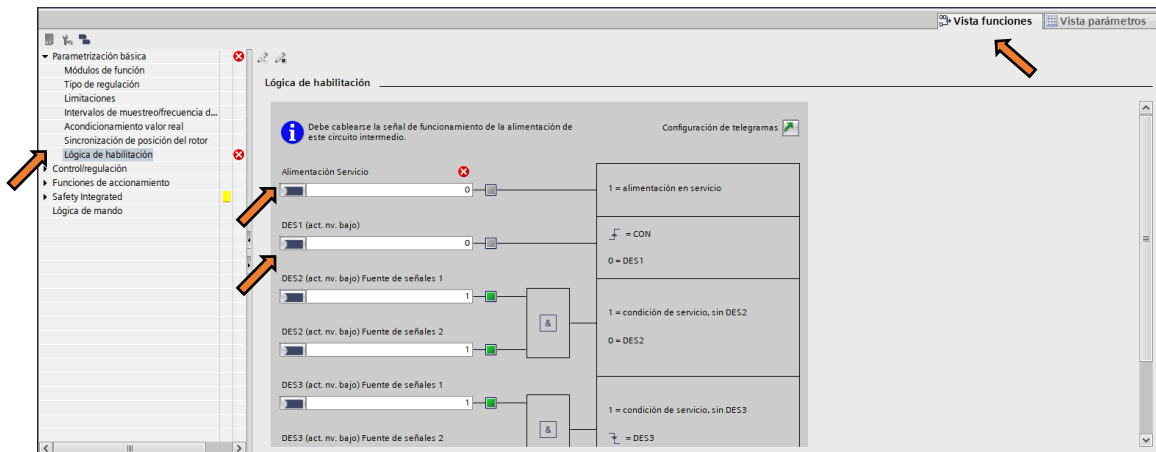 Vista funciones
Vista parámetros
Parametrización básica
Módulos de función
Tipo de regulación
Limitaciones
Intervalos de muestreo/frecuencia d...
Acondicionamiento valor real
Sincronización de posición del rotor
Lógica de habilitación
Control/regulación
Funciones de accionamiento
Safety Integrated
Lógica de mando
Lógica de habilitación
Debe cablearse la señal de funcionamiento de la alimentación de
este circuito intermedio.
Configuración de telegramas
Alimentación Servicio
0
1 = alimentación en servicio
DES1 (act. nv. bajo)
0
= CON
0 = DES1
DES2 (act. nv. bajo) Fuente de señales 1
1
&
1 = condición de servicio, sin DES2
DES2 (act. nv. bajo) Fuente de señales 2
1
0 = DES2
DES3 (act. nv. bajo) Fuente de señales 1
1
&
1 = condición de servicio, sin DES3
DES3 (act. nv. bajo) Fuente de señales 2
= DES3